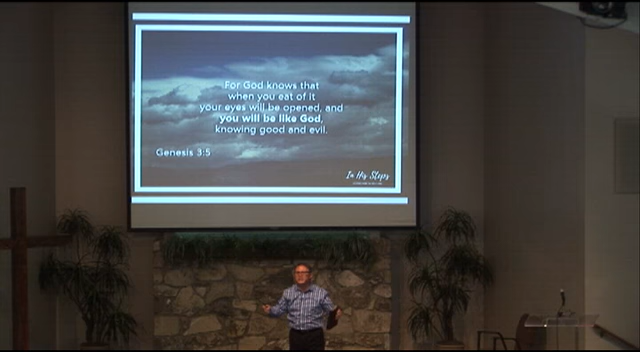 For God knows that
when you eat of it
your eyes will be opened, and
you will be like God,
knowing good and evil.
Genesis 3:5
In His Steps